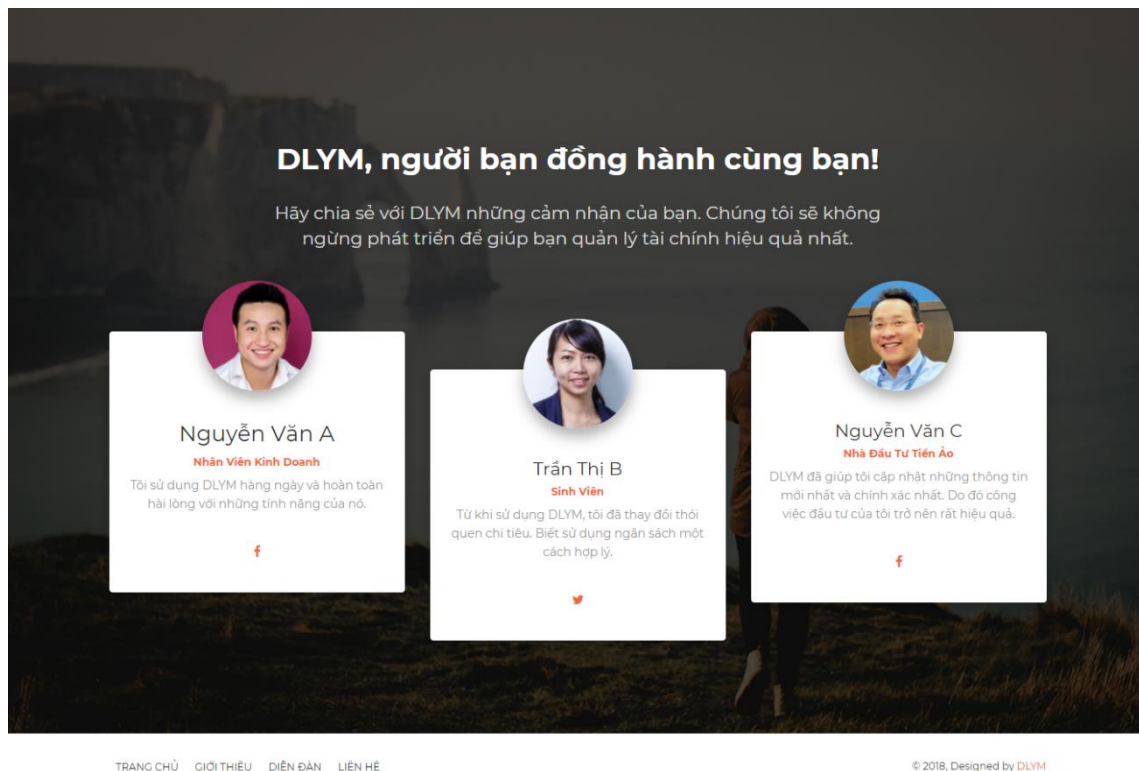 DLYM, người bạn đồng hành cùng bạn!
Hãy chia sẻ với DLYM những cảm nhận của bạn. Chúng tôi sẽ không
ngừng phát triển để giúp bạn quản lý tài chính hiệu quả nhất.
Nguyễn Văn A
Nhân Viên Kinh Doanh
Tôi sử dụng DLYM hàng ngày và hoàn toàn
hài lòng với những tính năng của nó.
Trần Thị B
Sinh Viên
Từ khi sử dụng DLYM, tôi đã thay đổi thói
quen chi tiêu. Biết sử dụng ngân sách một
cách hợp lý.
Nguyễn Văn C
Nhà Đầu Tư Tiền Ảo
DLYM đã giúp tôi cập nhật những thông tin
mới nhất và chính xác nhất. Do đó công
việc đầu tư của tôi trở nên rất hiệu quả.
TRANG CHỦ GIỚI THIỆU DIỄN ĐÀN LIÊN HỆ
© 2018, Designed by DLYM